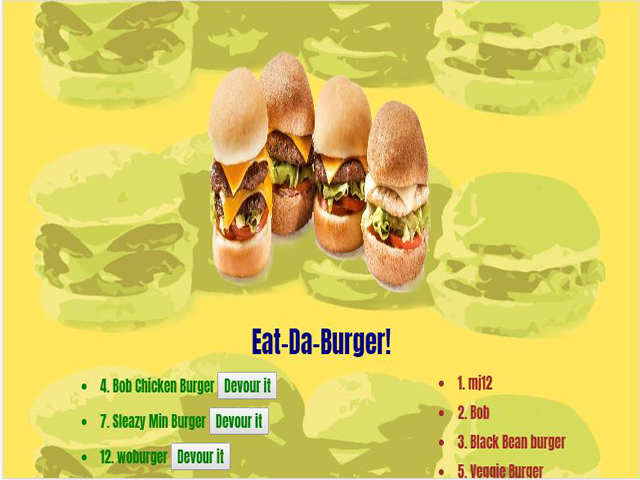 Eat-Da-Burger!
4. Bob Chicken Burger Devour it
7. Sleazy Min Burger Devour it
12. woburger Devour it
1. mj12
2. Bob
3. Black Bean burger
5. Veggie Burger